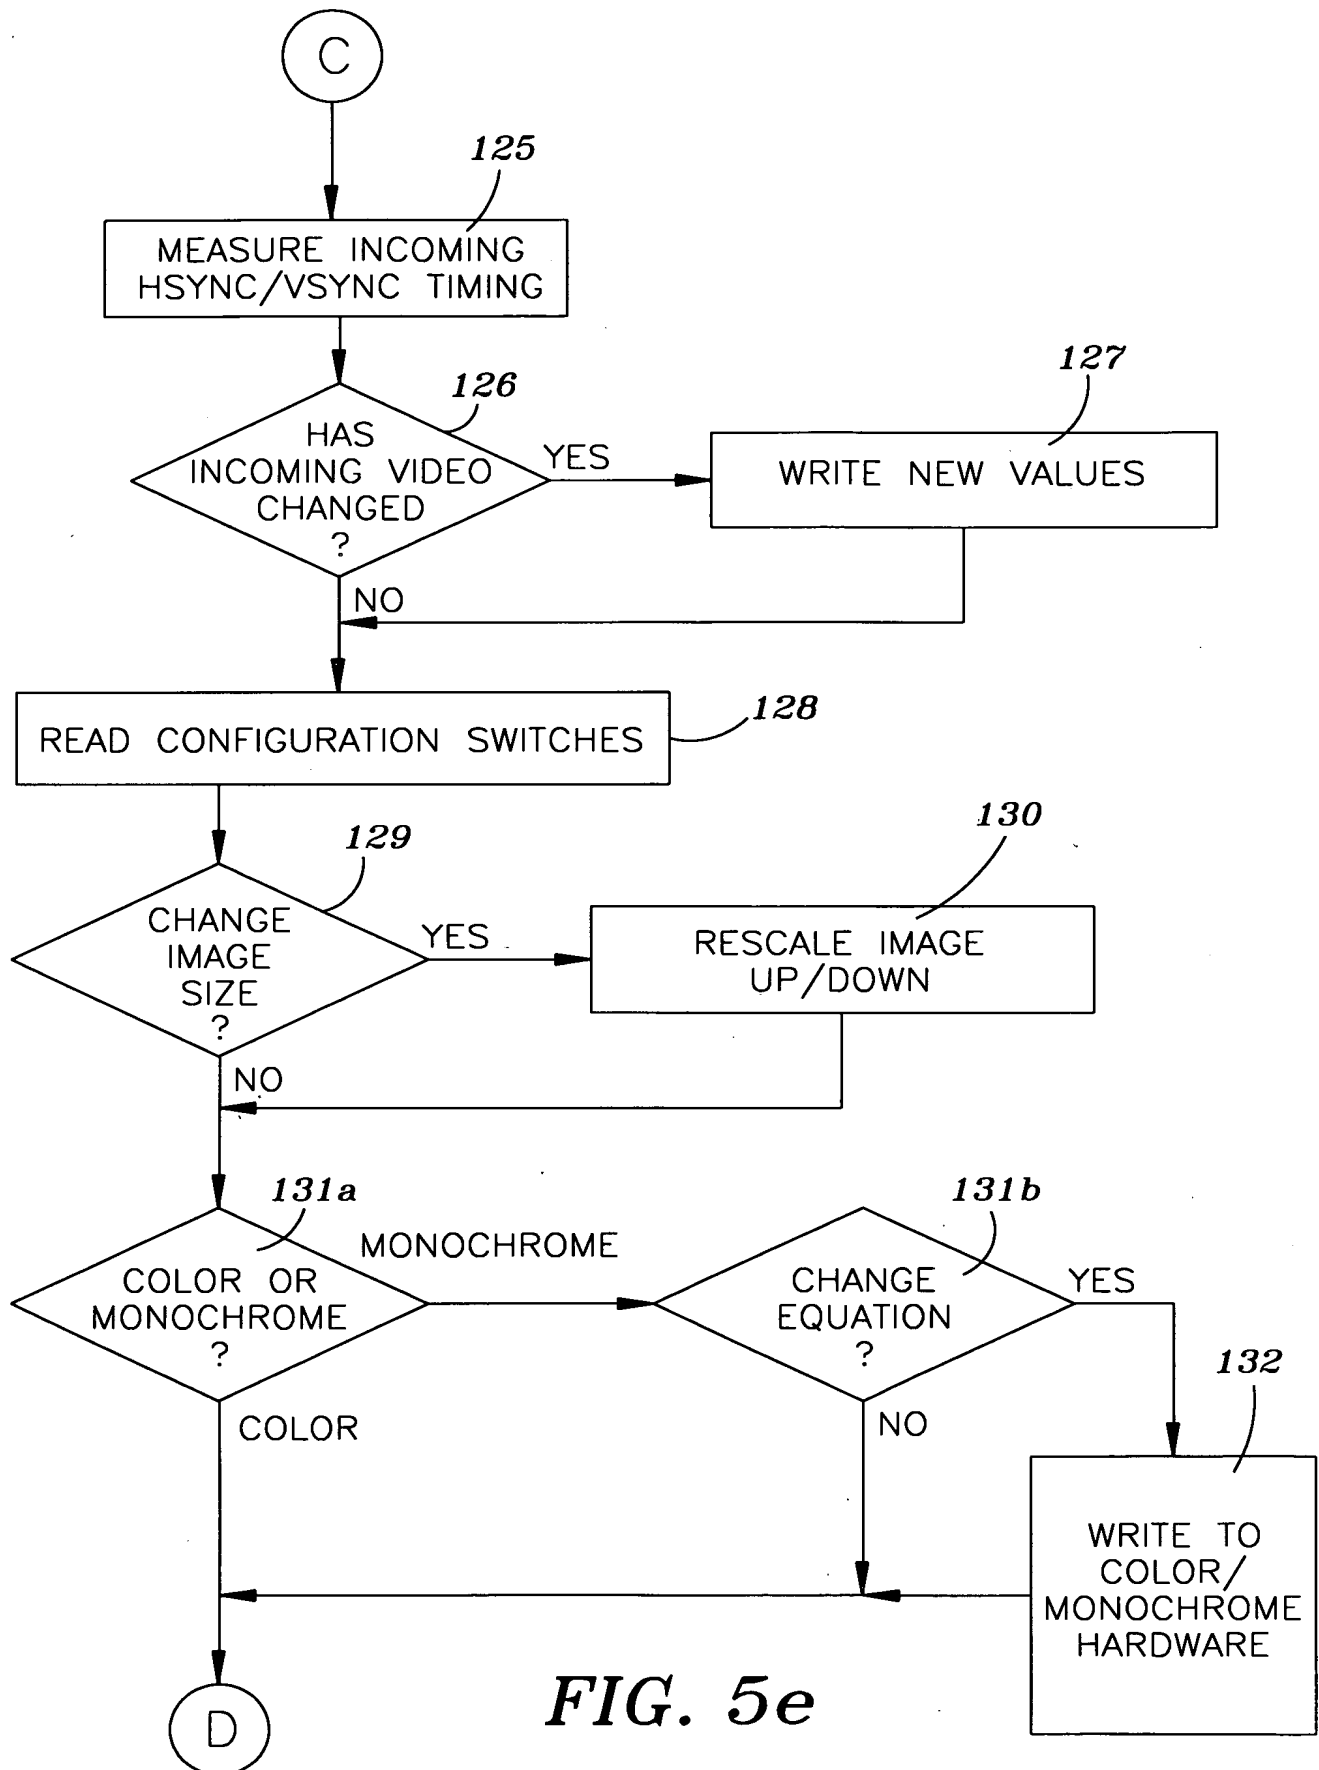 C
125
MEASURE INCOMING
HSYNC/VSYNC TIMING
126
HAS
INCOMING VIDEO
CHANGED
?
YES
127
WRITE NEW VALUES
NO
READ CONFIGURATION SWITCHES
128
129
CHANGE
IMAGE
SIZE
?
YES
130
RESCALE IMAGE
UP/DOWN
NO
131a
COLOR OR
MONOCHROME
?
MONOCHROME
131b
CHANGE
EQUATION
?
YES
COLOR
NO
132
WRITE TO
COLOR/
MONOCHROME
HARDWARE
D
FIG. 5e